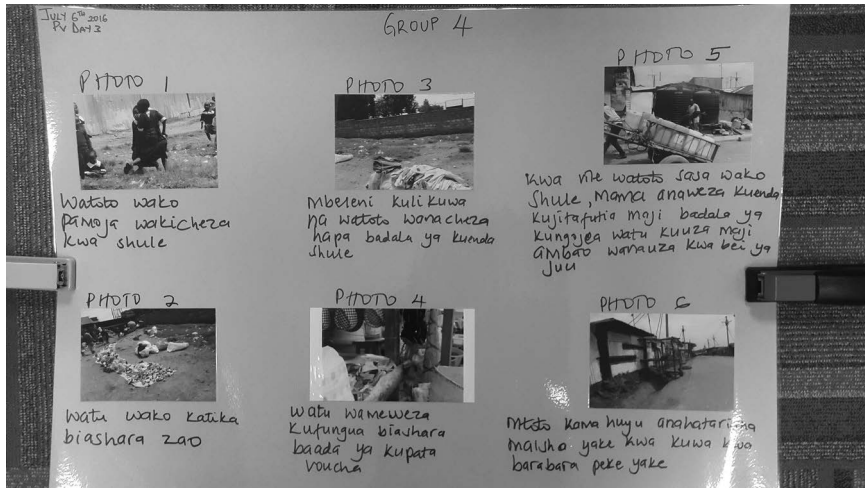 JULY 6th 2016
PV DAY 3
GROUP 4
PHOTO 1
Watoto wako
pamoja wakicheza
kwa shule
PHOTO 3
Mbeleni kulikuwa
na watoto wanacheza
hapa badala ya kuenda
shule
PHOTO 5
Kwa vile watoto sasa wako
shule, mama anaweza kuenda
kujitafutia maji badala ya
kungojea watu kuuza maji
ambao wanauza kwa bei ya
juu
PHOTO 2
Watu wako katika
biashara zao
PHOTO 4
Watu wameweza
kufungua biashara
baada ya kupata
voucha
PHOTO 6
Mtoto kama huyu anahatarisha
maisha yake kwa kuwa kwa
barabara peke yake